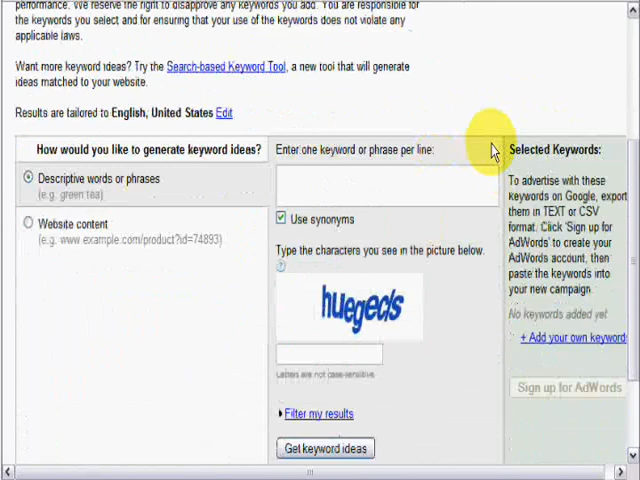 performance. We reserve the right to disapprove any keywords you add. You are responsible for
the keywords you select and for ensuring that your use of the keywords does not violate any
applicable laws.
Want more keyword ideas? Try the Search-based Keyword Tool, a new tool that will generate
ideas matched to your website.
Results are tailored to English, United States Edit
How would you like to generate keyword ideas?
Descriptive words or phrases
(e.g. green tea)
Website content
(e.g. www.example.com/product?id=74893)
Enter one keyword or phrase per line:
Use synonyms
Type the characters you see in the picture below.
huegecis
Letters are not case-sensitive
Filter my results
Get keyword ideas
Selected Keywords:
To advertise with these
keywords on Google, export
them in TEXT or CSV
format. Click 'Sign up for
AdWords' to create your
AdWords account, then
paste the keywords into
your new campaign.
No keywords added yet
+ Add your own keywords
Sign up for AdWords